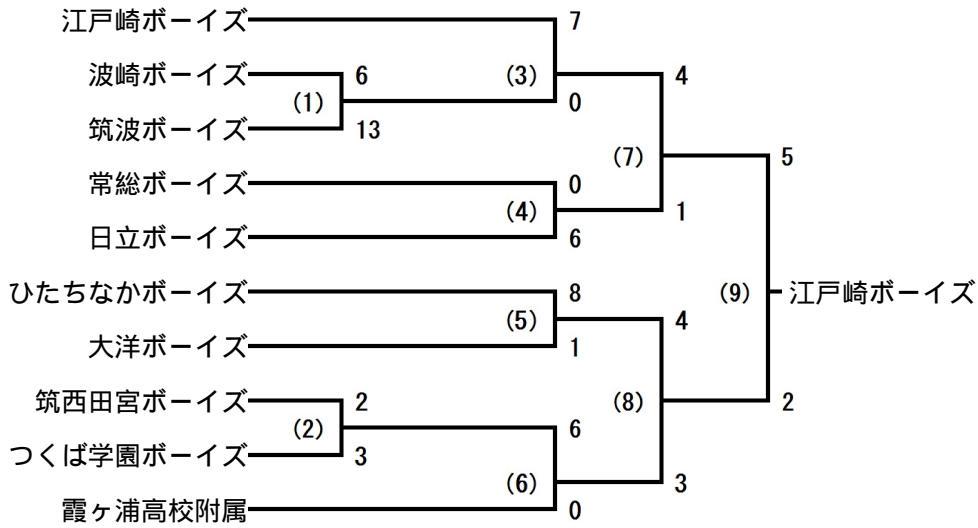 江戸崎ボーイズ 7
波崎ボーイズ 6 (3) 4
(1) 0
筑波ボーイズ 13
(7) 5
常総ボーイズ 0
(4) 1
日立ボーイズ 6
ひたちなかボーイズ 8 (9) 江戸崎ボーイズ
(5) 4
大洋ボーイズ 1
筑西田宮ボーイズ 2 (8) 2
(2) 6
つくば学園ボーイズ 3
(6) 3
霞ヶ浦高校附属 0